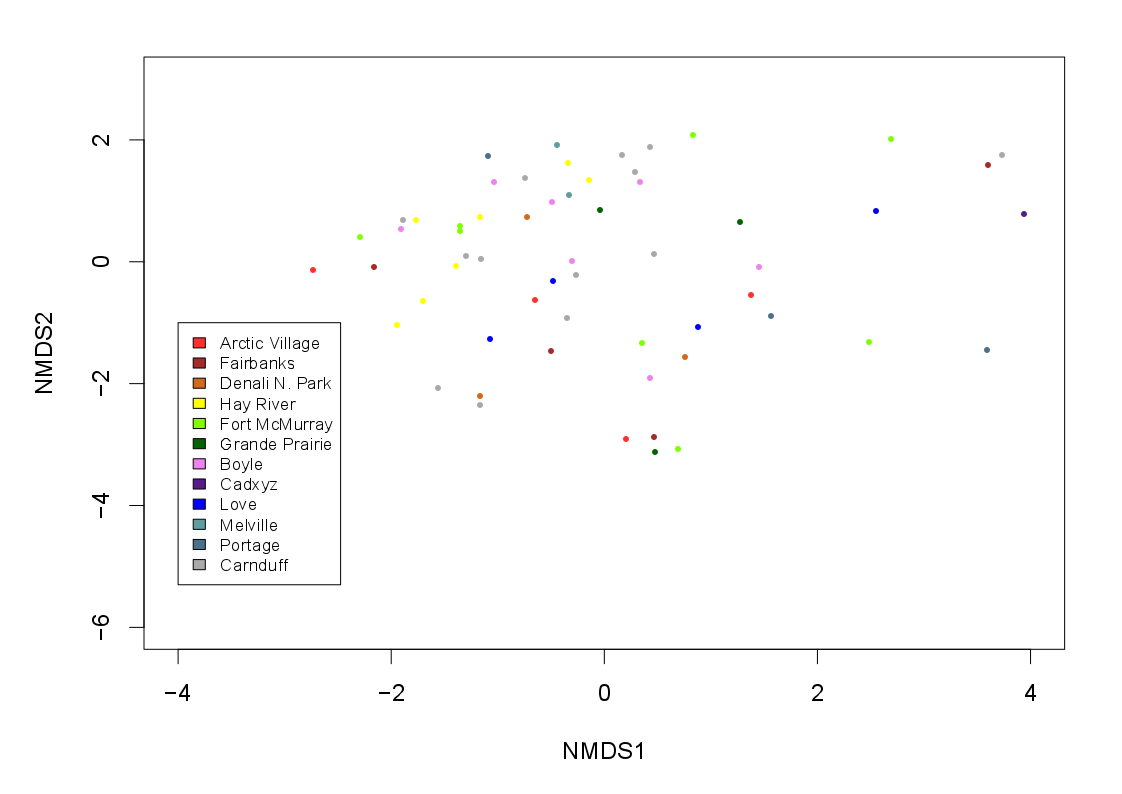 2
0
−2
−4
−6
NMDS2
Arctic Village
Fairbanks
Denali N. Park
Hay River
Fort McMurray
Grande Prairie
Boyle
Cadxyz
Love
Melville
Portage
Carnduff
−4 −2 0 2 4
NMDS1